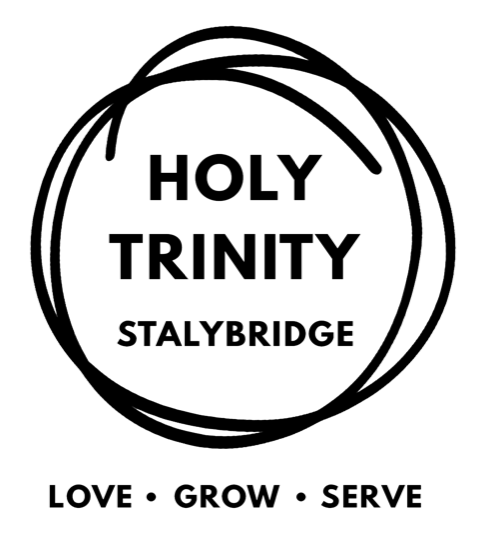 HOLY
TRINITY
STALYBRIDGE
LOVE • GROW • SERVE